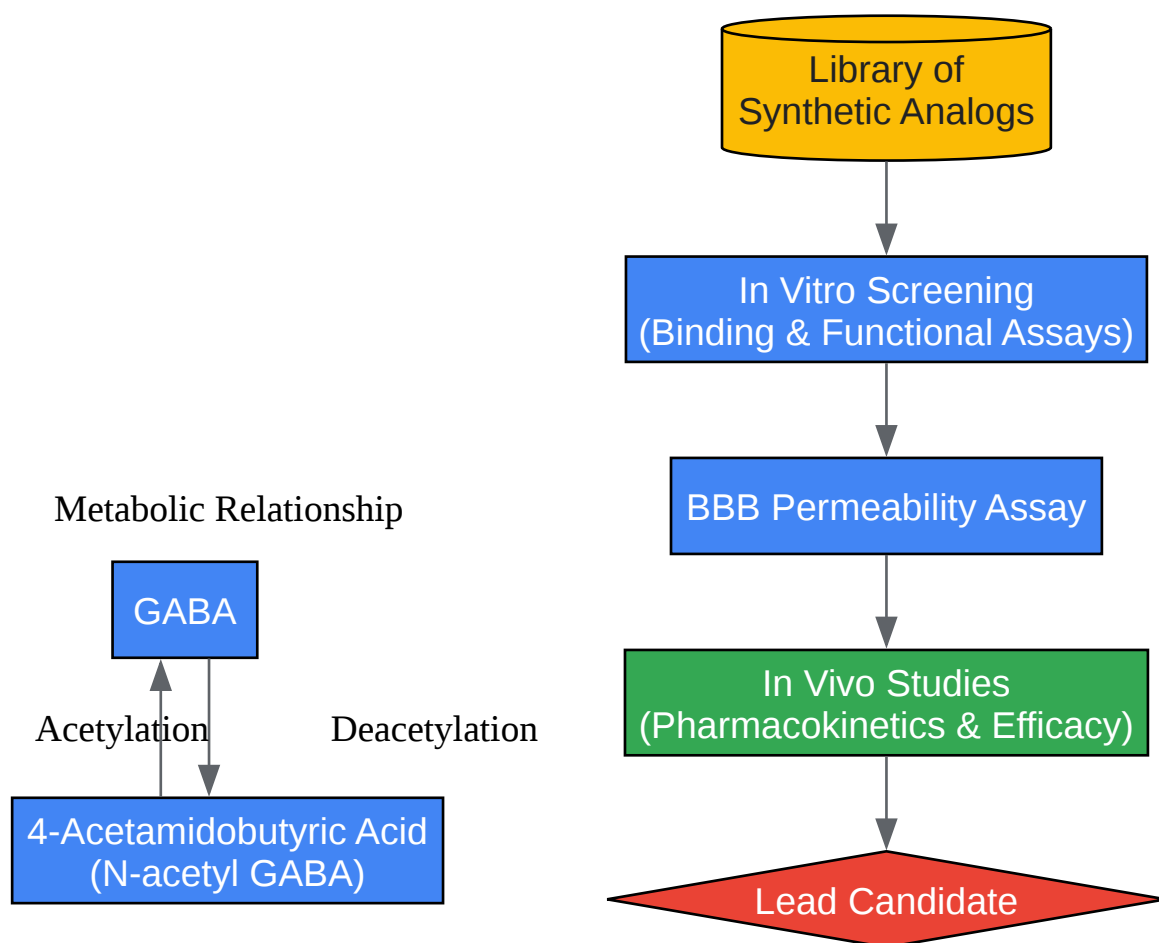 Library of
Synthetic Analogs
In Vitro Screening
(Binding & Functional Assays)
BBB Permeability Assay
In Vivo Studies
(Pharmacokinetics & Efficacy)
Lead Candidate
Metabolic Relationship
GABA
Acetylation
Deacetylation
4-Acetamidobutyric Acid
(N-acetyl GABA)